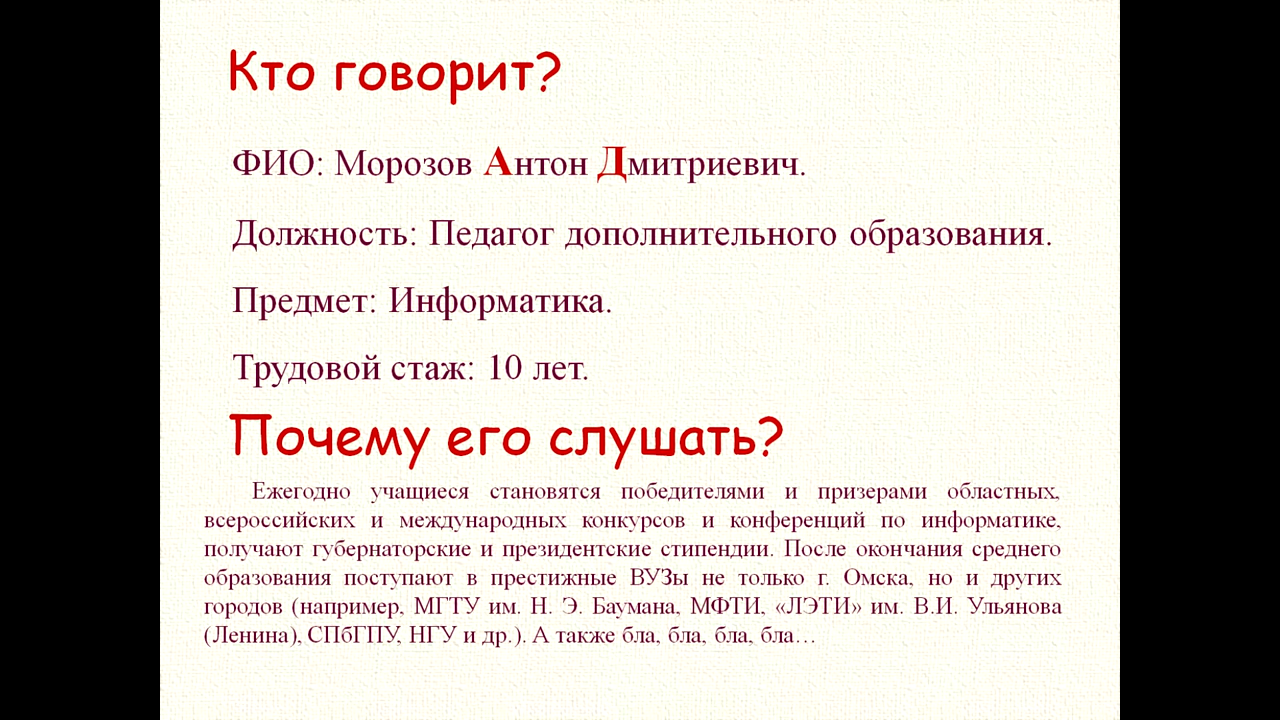 Кто говорит?
ФИО: Морозов Антон Дмитриевич.
Должность: Педагог дополнительного образования.
Предмет: Информатика.
Трудовой стаж: 10 лет.
Почему его слушать?
Ежегодно учащиеся становятся победителями и призерами областных,
всероссийских и международных конкурсов и конференций по информатике,
получают губернаторские и президентские стипендии. После окончания среднего
образования поступают в престижные ВУЗы не только г. Омска, но и других
городов (например, МГТУ им. Н. Э. Баумана, МФТИ, «ЛЭТИ» им. В.И. Ульянова
(Ленина), СПбГПУ, НГУ и др.). А также бла, бла, бла, бла…